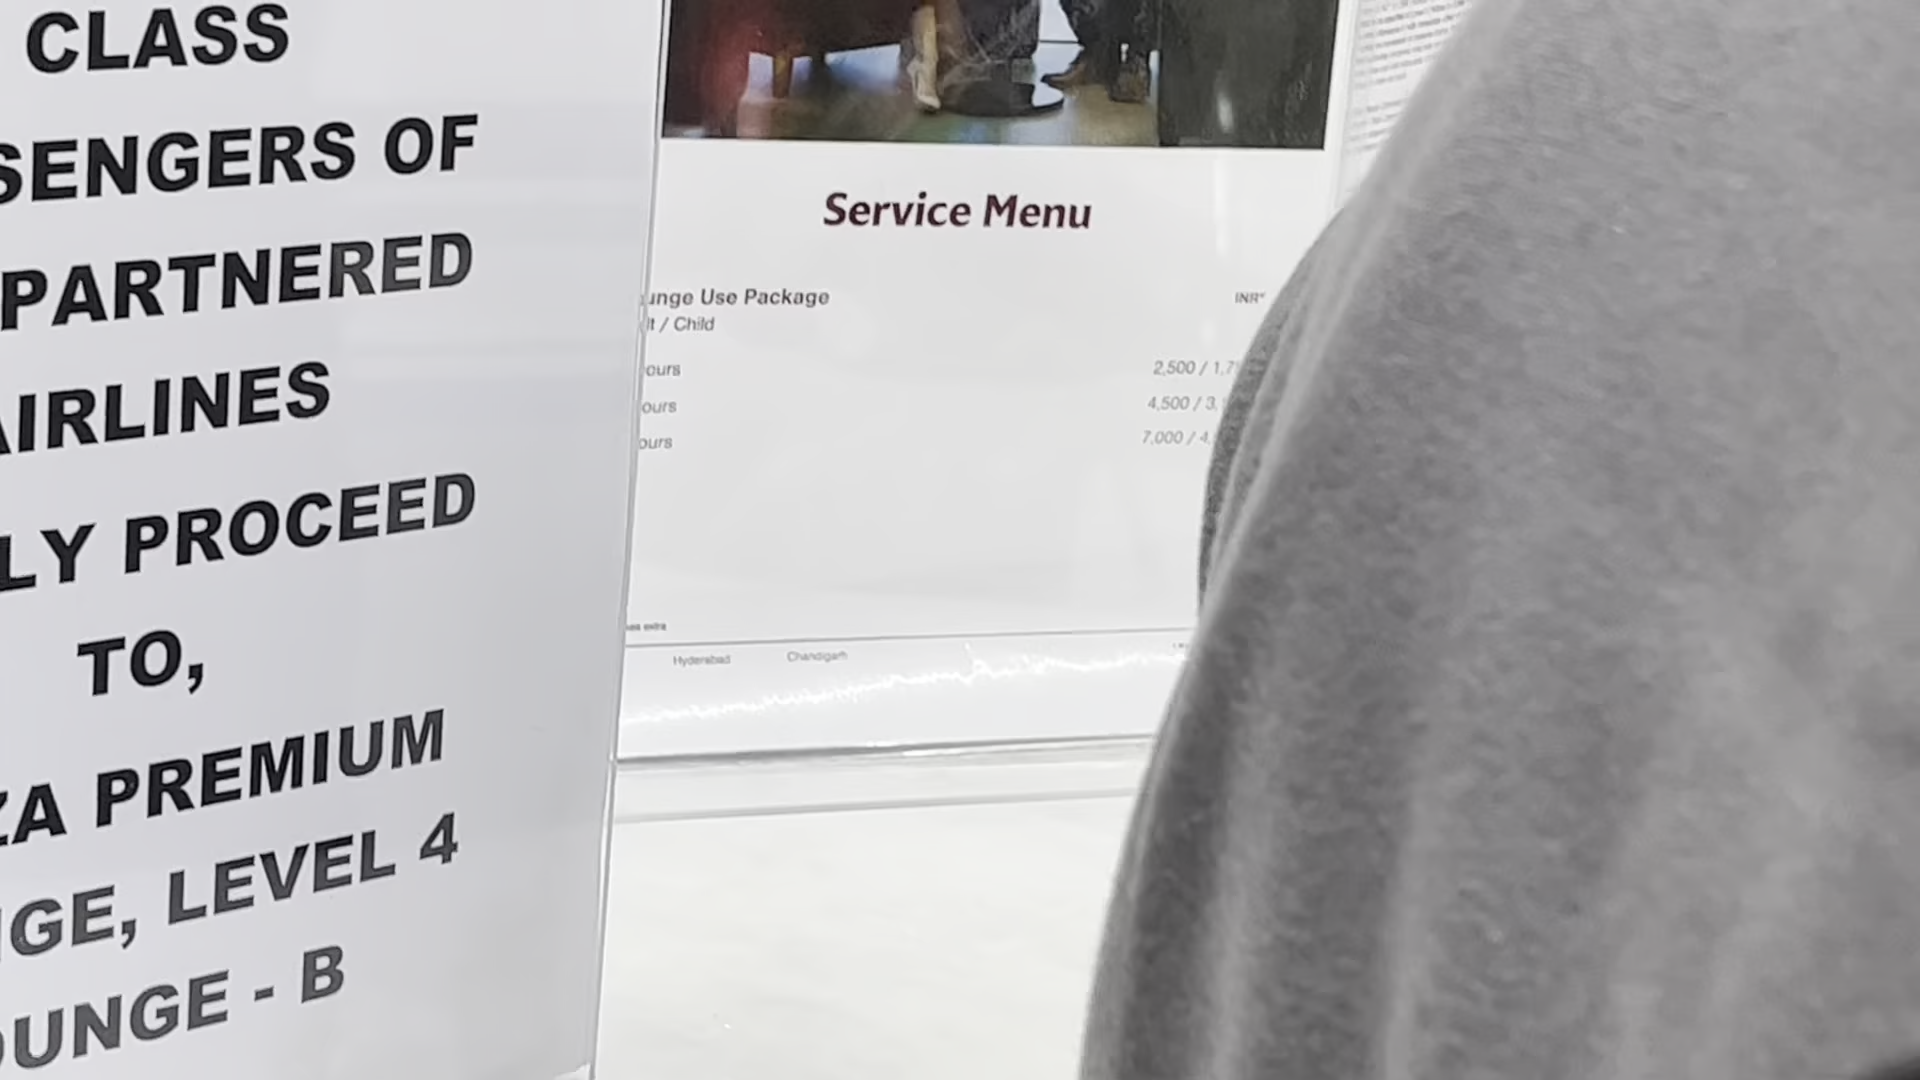 CLASS
SENGERS OF
PARTNERED
AIRLINES
LY PROCEED
TO,
ZA PREMIUM
GE, LEVEL 4
OUNGE - B
Service Menu
unge Use Package INR*
lt / Child
ours 2,500 / 1,7
ours 4,500 / 3,
ours 7,000 / 4,
extra
Hyderabad Chandigarh